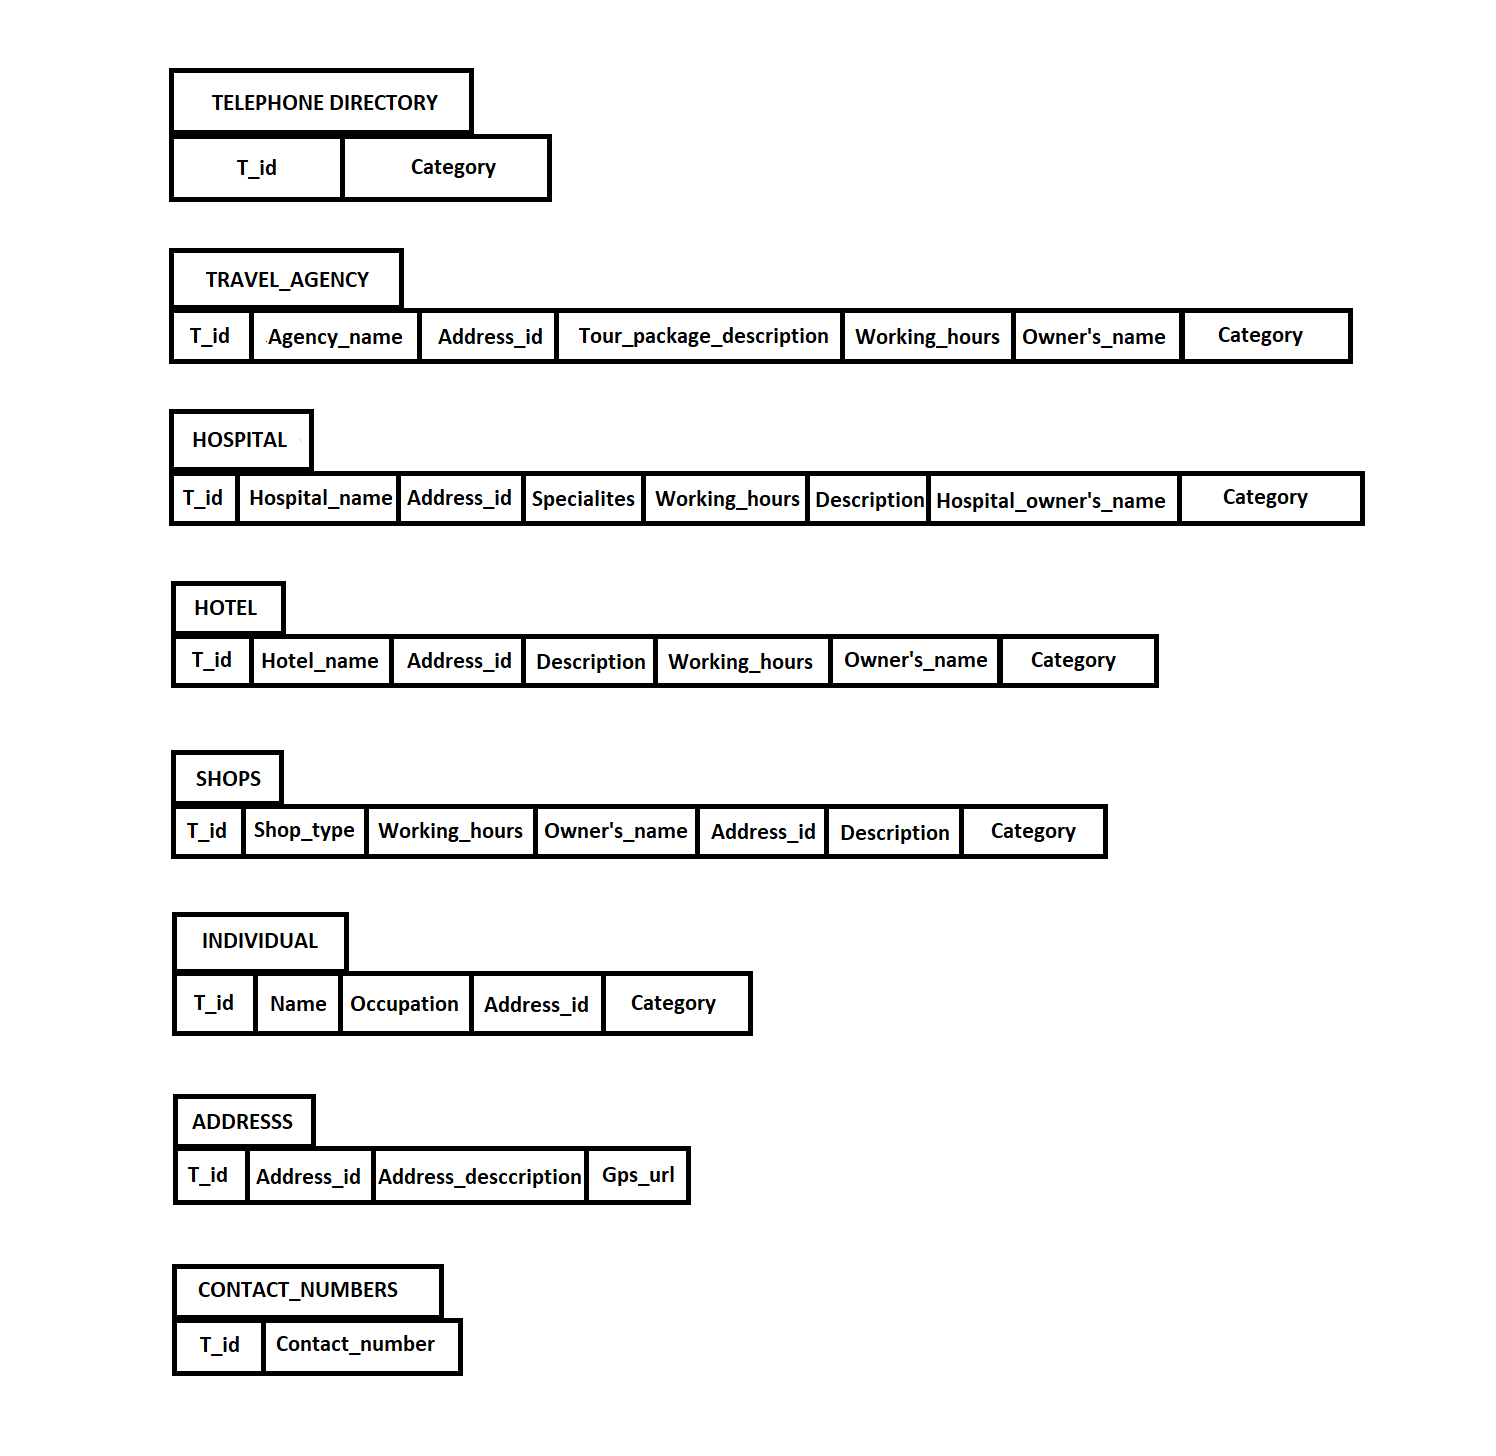 TELEPHONE DIRECTORY
T_id Category
TRAVEL_AGENCY
T_id Agency_name Address_id Tour_package_description Working_hours Owner's_name Category
HOSPITAL
T_id Hospital_name Address_id Specialites Working_hours Description Hospital_owner's_name Category
HOTEL
T_id Hotel_name Address_id Description Working_hours Owner's_name Category
SHOPS
T_id Shop_type Working_hours Owner's_name Address_id Description Category
INDIVIDUAL
T_id Name Occupation Address_id Category
ADDRESSS
T_id Address_id Address_desccription Gps_url
CONTACT_NUMBERS
T_id Contact_number